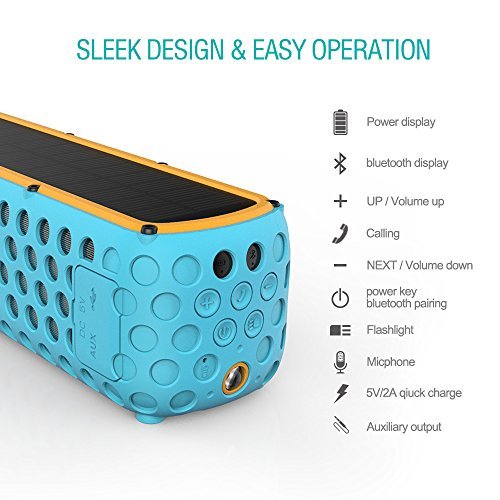 SLEEK DESIGN & EASY OPERATION
Power display
bluetooth display
UP / Volume up
Calling
NEXT / Volume down
power key
bluetooth pairing
Flashlight
Micphone
5V/2A qiuck charge
Auxiliary output
DC 5V
AUX